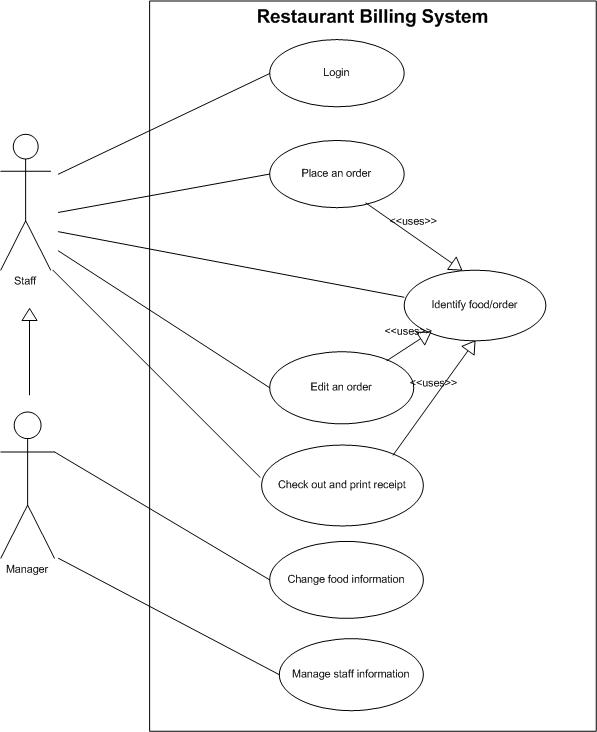 Restaurant Billing System
Login
Place an order
<<uses>>
Staff
Identify food/order
<<uses>>
Edit an order
<<uses>>
Check out and print receipt
Manager
Change food information
Manage staff information